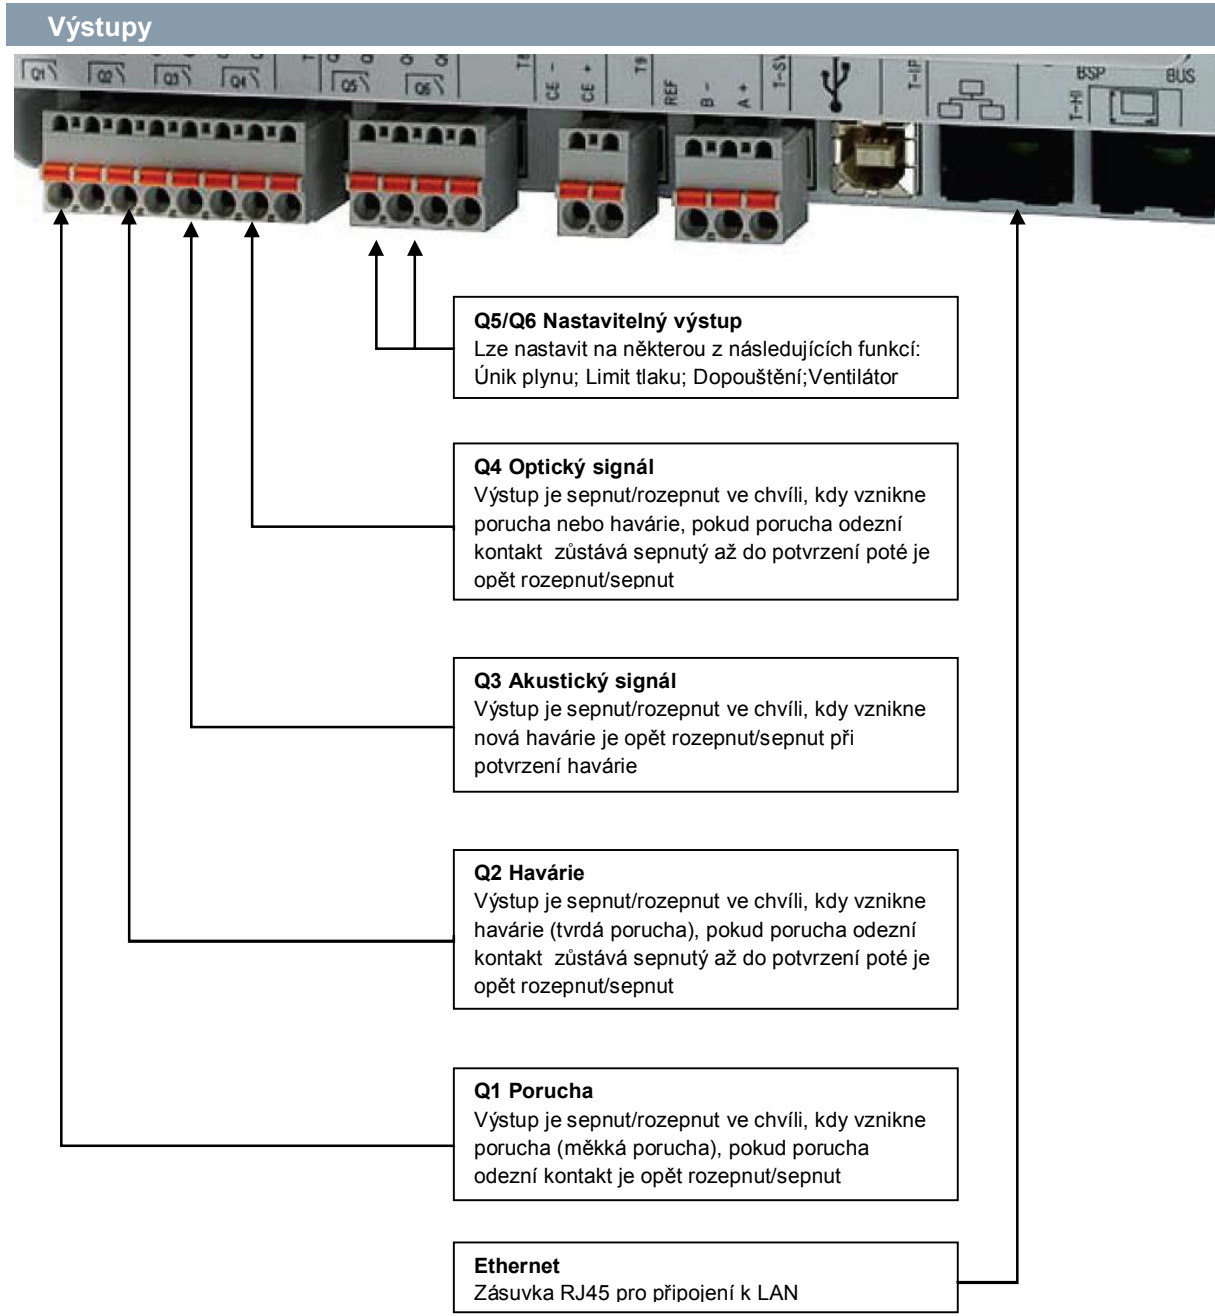 Výstupy
Q1 Q2 Q3 Q4 Q5 Q6 T8 CE - CE + T9 REF B - A + T-SV T-IP T-HI BSP BUS
Q5/Q6 Nastavitelný výstup
Lze nastavit na některou z následujících funkcí:
Únik plynu; Limit tlaku; Dopouštění;Ventilátor
Q4 Optický signál
Výstup je sepnut/rozepnut ve chvíli, kdy vznikne
porucha nebo havárie, pokud porucha odezní
kontakt zůstává sepnutý až do potvrzení poté je
opět rozepnut/sepnut
Q3 Akustický signál
Výstup je sepnut/rozepnut ve chvíli, kdy vznikne
nová havárie je opět rozepnut/sepnut při
potvrzení havárie
Q2 Havárie
Výstup je sepnut/rozepnut ve chvíli, kdy vznikne
havárie (tvrdá porucha), pokud porucha odezní
kontakt zůstává sepnutý až do potvrzení poté je
opět rozepnut/sepnut
Q1 Porucha
Výstup je sepnut/rozepnut ve chvíli, kdy vznikne
porucha (měkká porucha), pokud porucha
odezní kontakt je opět rozepnut/sepnut
Ethernet
Zásuvka RJ45 pro připojení k LAN